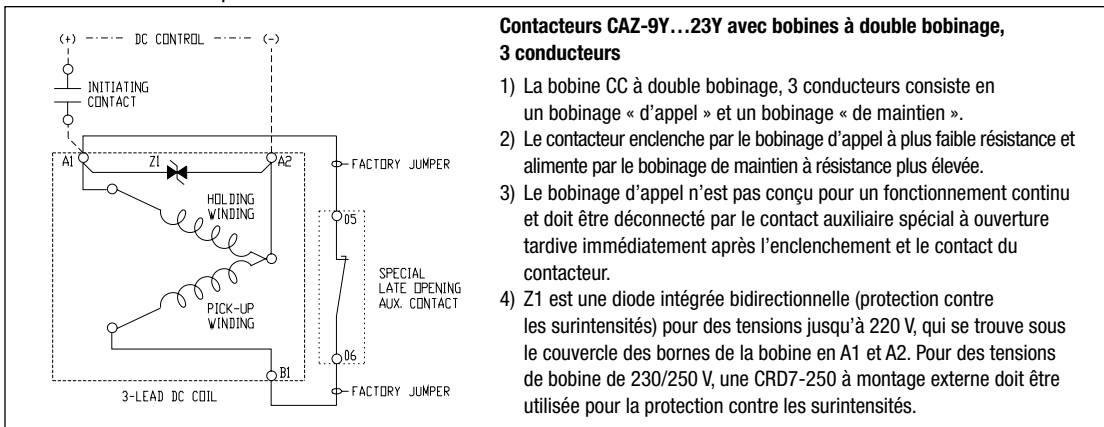 (+) DC CONTROL (-)
INITIATING
CONTACT
A1
Z1
A2
FACTORY JUMPER
HOLDING
WINDING
05
SPECIAL
LATE OPENING
AUX. CONTACT
PICK-UP
WINDING
06
B1
3-LEAD DC COIL
FACTORY JUMPER
Contacteurs CAZ-9Y…23Y avec bobines à double bobinage,
3 conducteurs
1) La bobine CC à double bobinage, 3 conducteurs consiste en
un bobinage « d’appel » et un bobinage « de maintien ».
2) Le contacteur enclenche par le bobinage d’appel à plus faible résistance et
alimente par le bobinage de maintien à résistance plus élevée.
3) Le bobinage d’appel n’est pas conçu pour un fonctionnement continu
et doit être déconnecté par le contact auxiliaire spécial à ouverture
tardive immédiatement après l’enclenchement et le contact du
contacteur.
4) Z1 est une diode intégrée bidirectionnelle (protection contre
les surintensités) pour des tensions jusqu’à 220 V, qui se trouve sous
le couvercle des bornes de la bobine en A1 et A2. Pour des tensions
de bobine de 230/250 V, une CRD7-250 à montage externe doit être
utilisée pour la protection contre les surintensités.